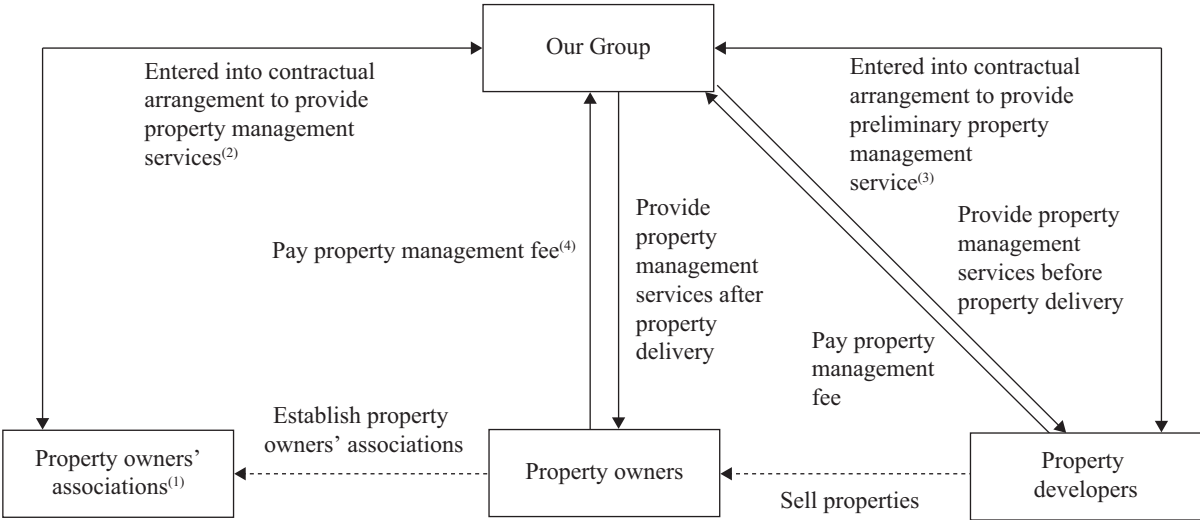 Our Group
Entered into contractual
arrangement to provide
property management
services(2)
Entered into contractual
arrangement to provide
preliminary property
management
service(3)
Pay property management fee(4)
Provide
property
management
services after
property
delivery
Provide property
management
services before
property delivery
Pay property
management
fee
Establish property
owners’ associations
Property owners’
associations(1)
Property owners
Sell properties
Property
developers